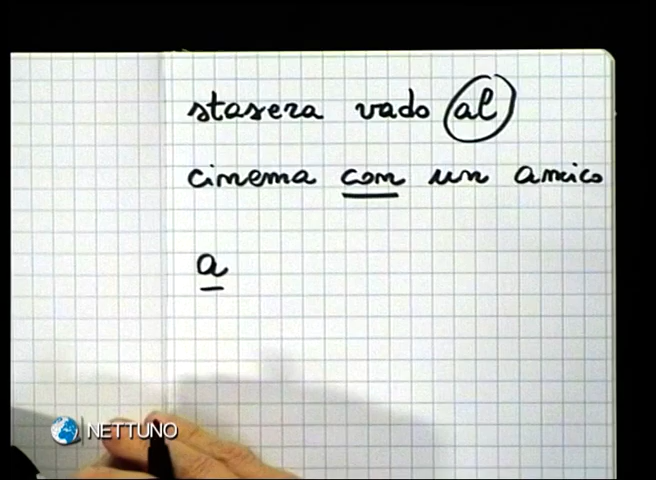 stasera vado al
cinema con un amico
a
NETTUNO